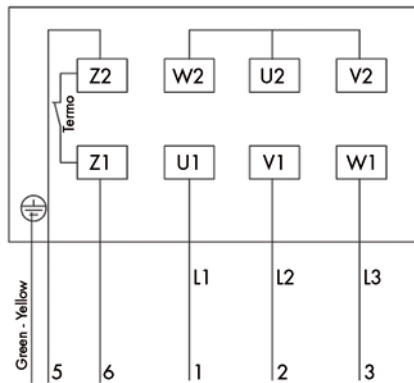 Z2 W2 U2 V2
Termo
Z1 U1 V1 W1
L1 L2 L3
Green - Yellow
5 6 1 2 3